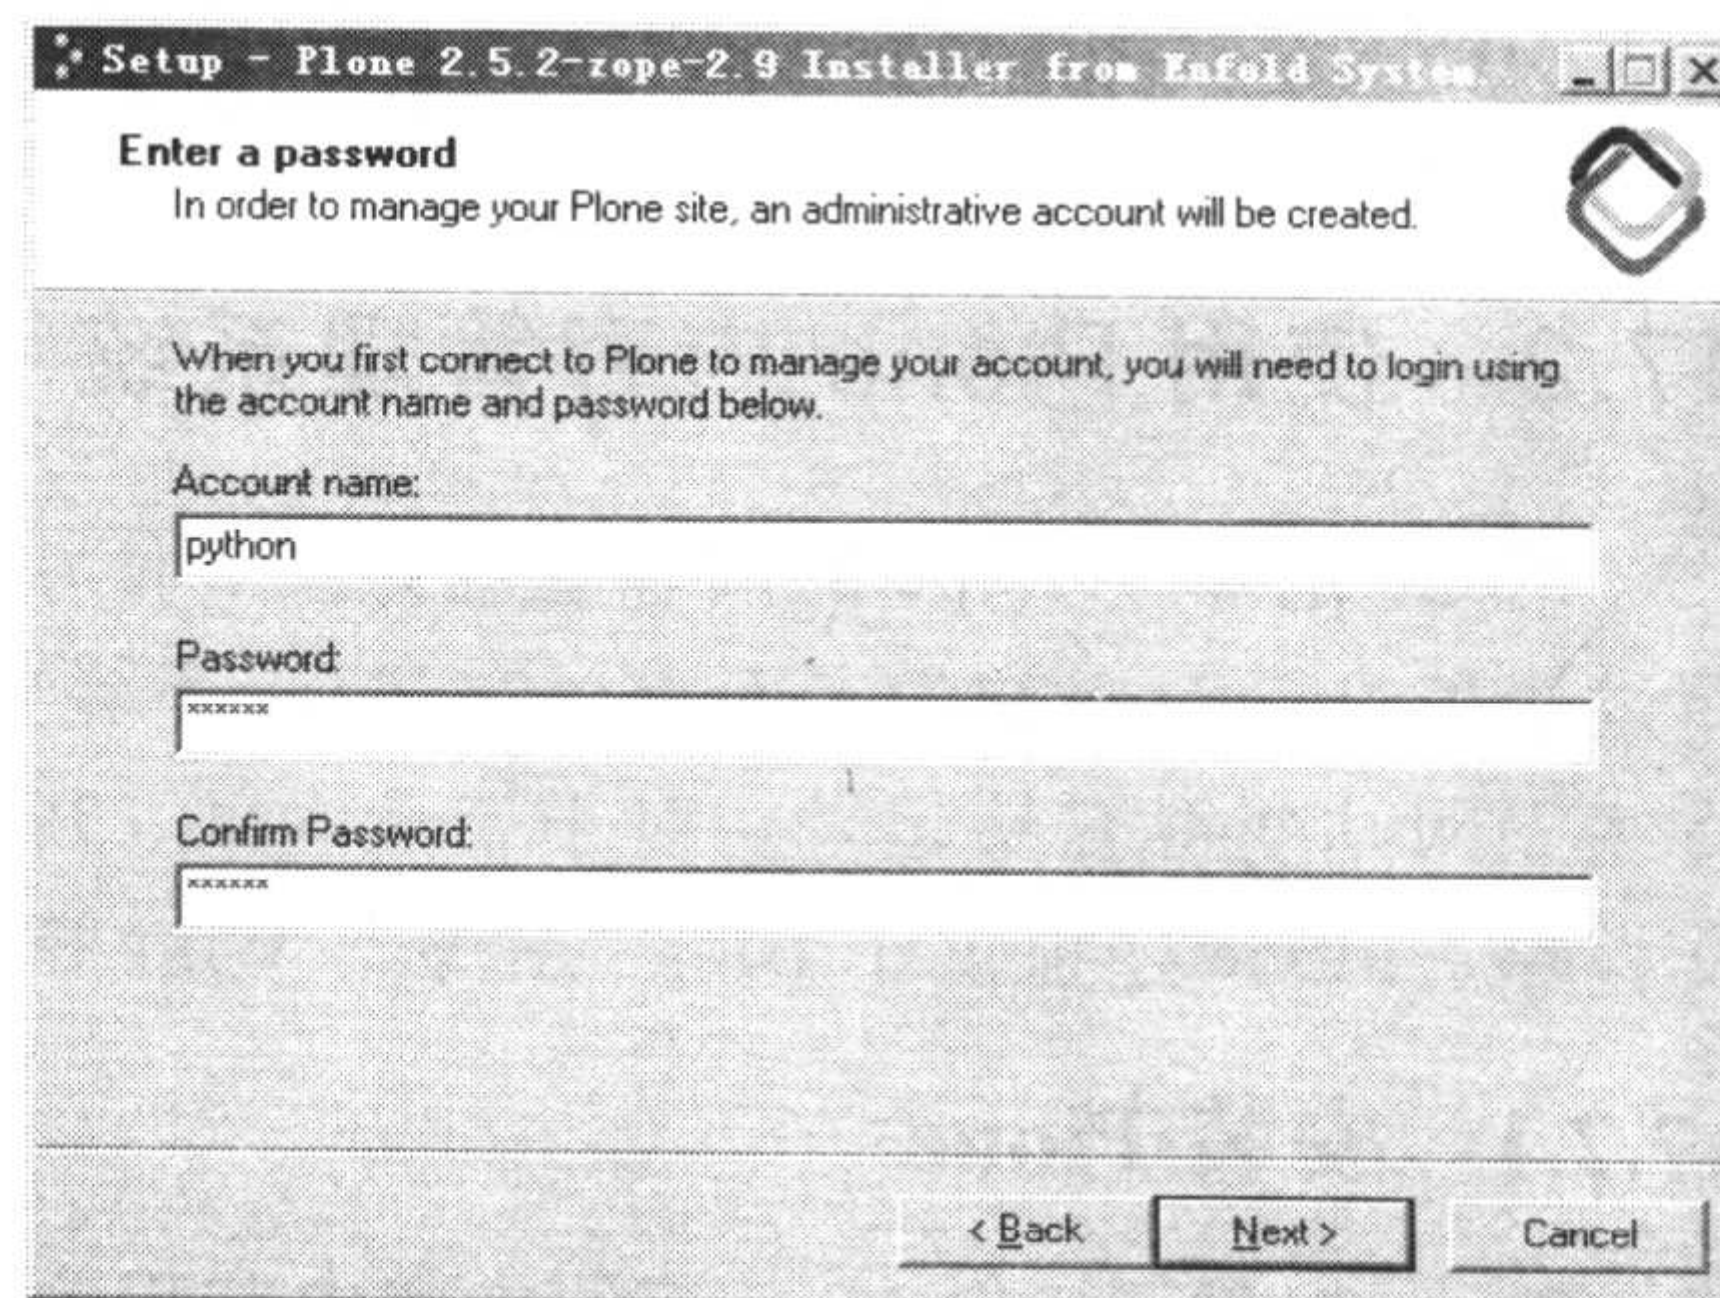 Setup - Plone 2.5.2-zope-2.9 Installer from Enfold System...
Enter a password
In order to manage your Plone site, an administrative account will be created.
When you first connect to Plone to manage your account, you will need to login using
the account name and password below.
Account name:
python
Password:
xxxxxx
Confirm Password:
xxxxxx
< Back
Next >
Cancel